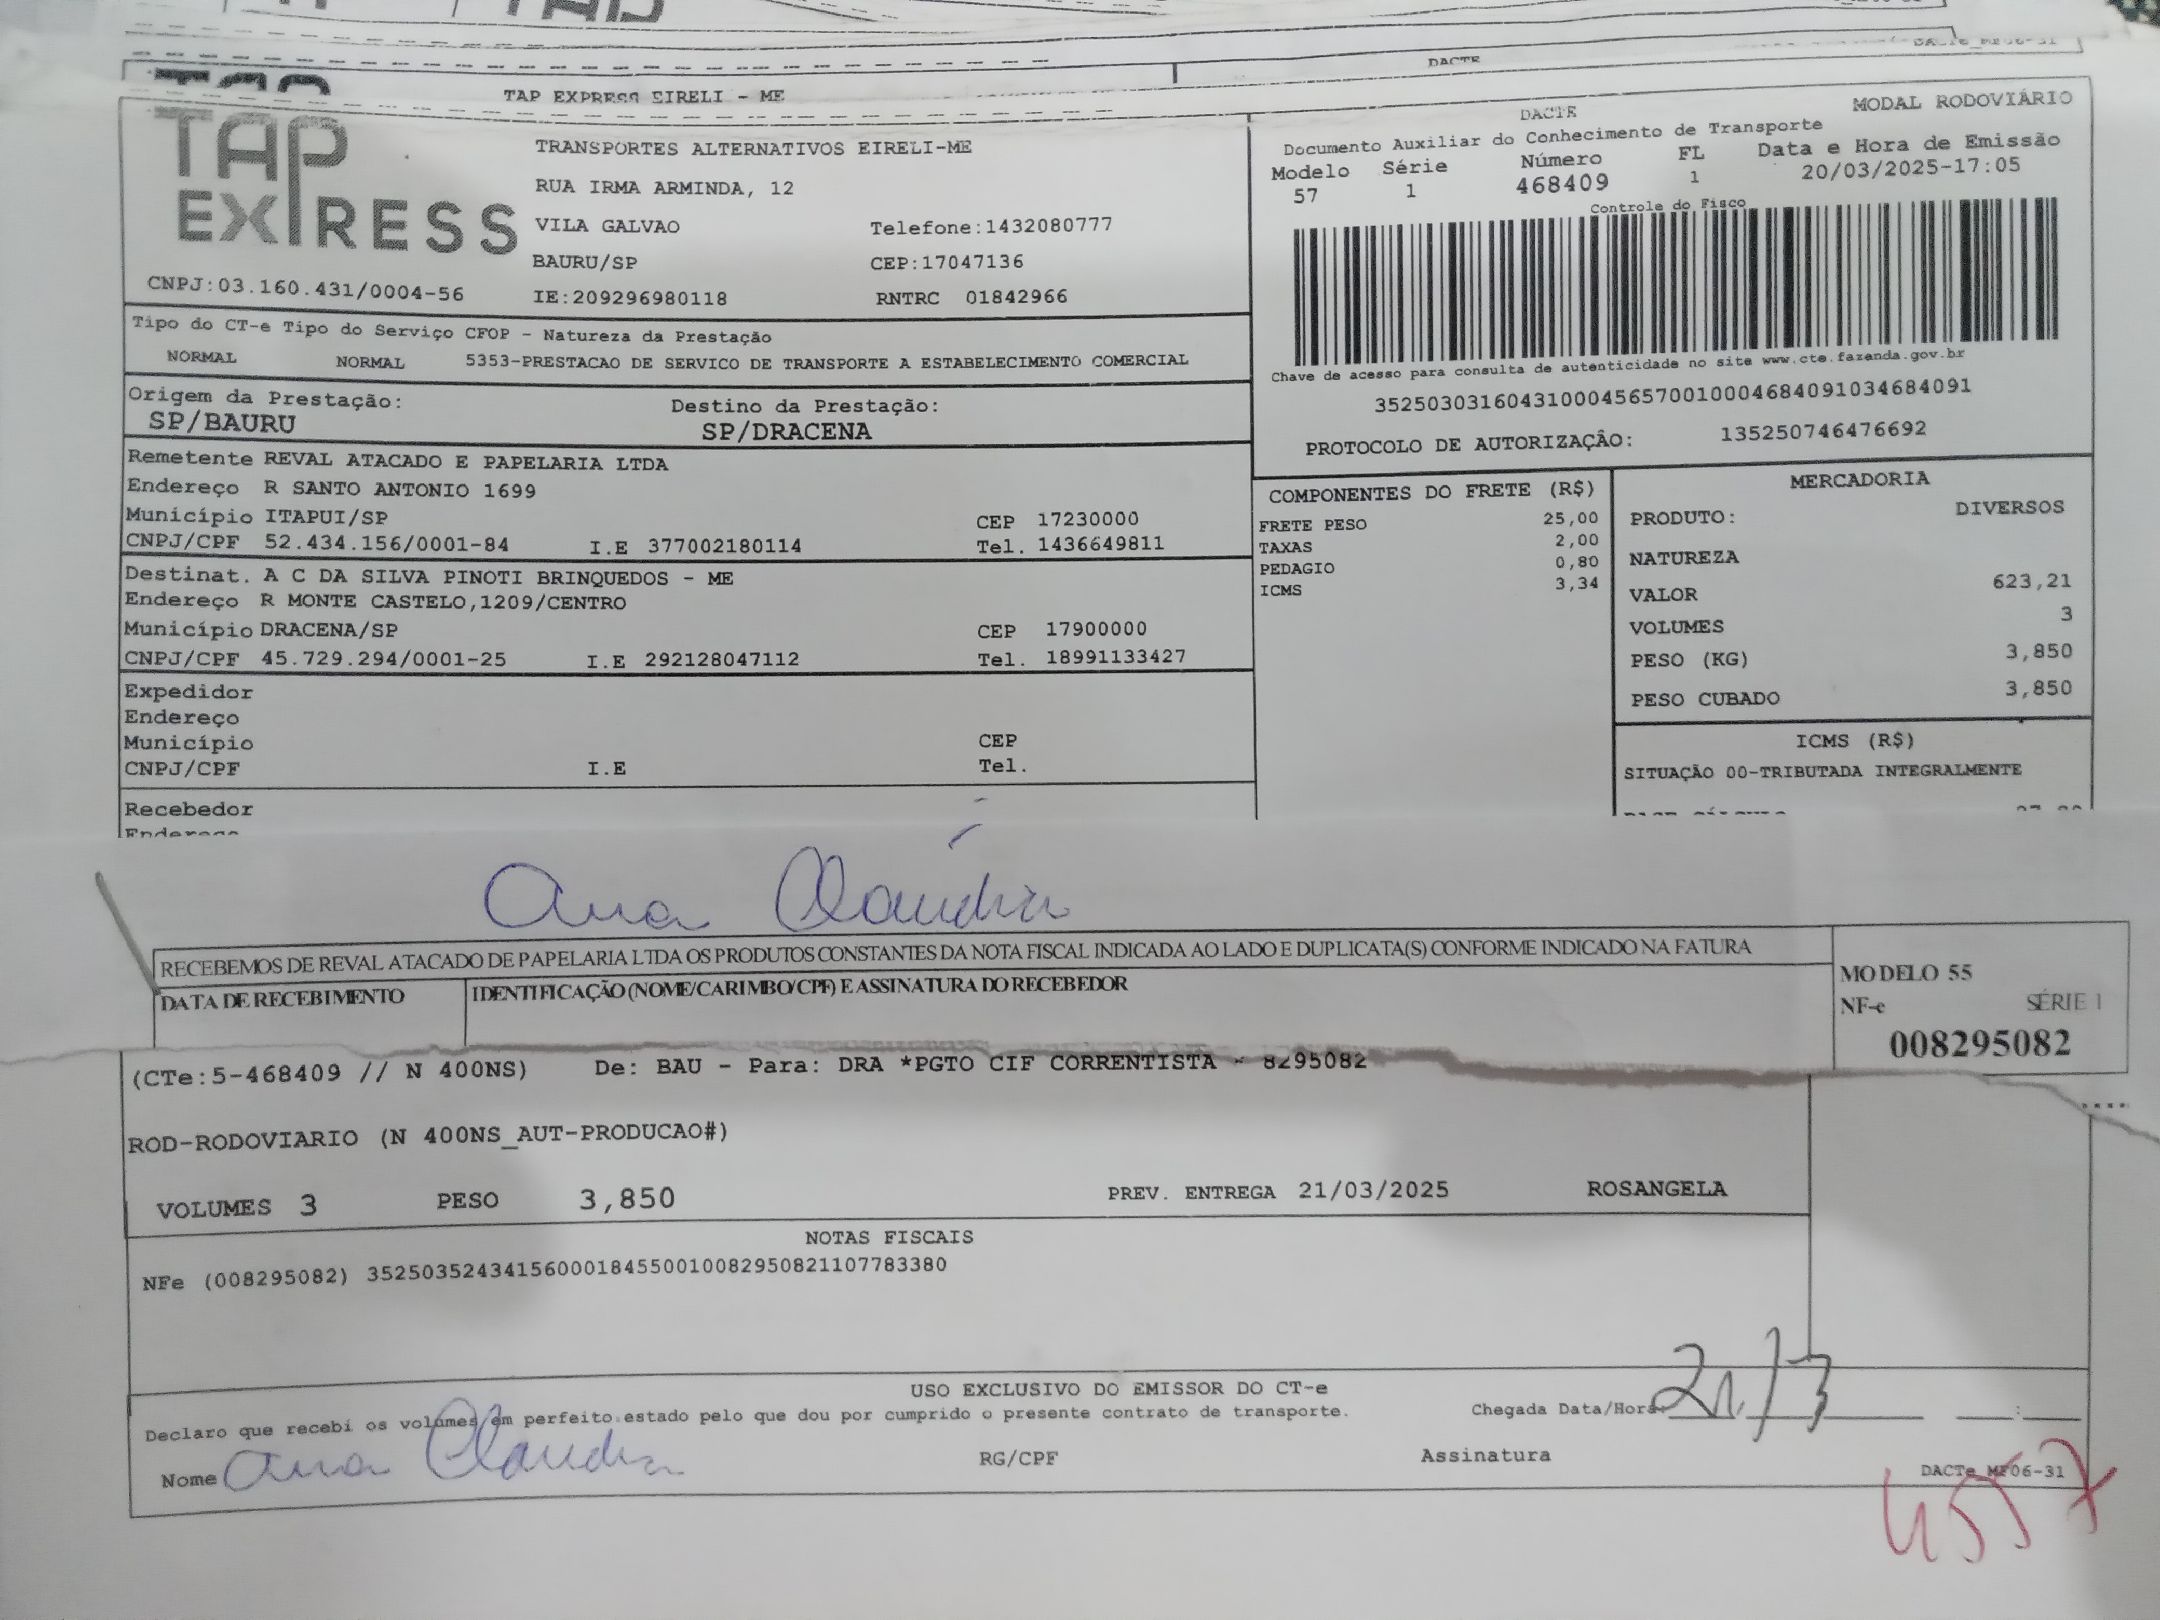 DACTE MF06-31
DACTE
TAP EXPRESS EIRELI - ME
TAP EXPRESS
TRANSPORTES ALTERNATIVOS EIRELI-ME
RUA IRMA ARMINDA, 12
VILA GALVAO Telefone:1432080777
BAURU/SP CEP:17047136
CNPJ:03.160.431/0004-56 IE:209296980118 RNTRC 01842966
DACTE MODAL RODOVIÁRIO
Documento Auxiliar do Conhecimento de Transporte
Modelo Série Número FL Data e Hora de Emissão
57 1 468409 1 20/03/2025-17:05
Controle do Fisco
Chave de acesso para consulta de autenticidade no site www.cte.fazenda.gov.br
35250303160431000456570010004684091034684091
PROTOCOLO DE AUTORIZAÇÃO: 135250746476692
Tipo do CT-e Tipo do Serviço CFOP - Natureza da Prestação
NORMAL NORMAL 5353-PRESTACAO DE SERVICO DE TRANSPORTE A ESTABELECIMENTO COMERCIAL
Origem da Prestação: Destino da Prestação:
SP/BAURU SP/DRACENA
Remetente REVAL ATACADO E PAPELARIA LTDA
Endereço R SANTO ANTONIO 1699
Município ITAPUI/SP CEP 17230000
CNPJ/CPF 52.434.156/0001-84 I.E 377002180114 Tel. 1436649811
Destinat. A C DA SILVA PINOTI BRINQUEDOS - ME
Endereço R MONTE CASTELO,1209/CENTRO
Município DRACENA/SP CEP 17900000
CNPJ/CPF 45.729.294/0001-25 I.E 292128047112 Tel. 18991133427
Expedidor
Endereço
Município CEP
CNPJ/CPF I.E Tel.
Recebedor
Endereço
COMPONENTES DO FRETE (R$)
FRETE PESO 25,00
TAXAS 2,00
PEDAGIO 0,80
ICMS 3,34
MERCADORIA
PRODUTO: DIVERSOS
NATUREZA
VALOR 623,21
VOLUMES 3
PESO (KG) 3,850
PESO CUBADO 3,850
ICMS (R$)
SITUAÇÃO 00-TRIBUTADA INTEGRALMENTE
Ana Cláudia
RECEBEMOS DE REVAL ATACADO DE PAPELARIA LTDA OS PRODUTOS CONSTANTES DA NOTA FISCAL INDICADA AO LADO E DUPLICATA(S) CONFORME INDICADO NA FATURA
DATA DE RECEBIMENTO IDENTIFICAÇÃO (NOME/CARIMBO/CPF) E ASSINATURA DO RECEBEDOR
MODELO 55
NF-e SÉRIE 1
008295082
(CTe:5-468409 // N 400NS) De: BAU - Para: DRA *PGTO CIF CORRENTISTA - 8295082
ROD-RODOVIARIO (N 400NS_AUT-PRODUCAO#)
VOLUMES 3 PESO 3,850 PREV. ENTREGA 21/03/2025 ROSANGELA
NOTAS FISCAIS
NFe (008295082) 35250352434156000184550010082950821107783380
USO EXCLUSIVO DO EMISSOR DO CT-e
Declaro que recebi os volumes em perfeito estado pelo que dou por cumprido o presente contrato de transporte. Chegada Data/Hora: 21/3 :
Nome Ana Claudia RG/CPF Assinatura
DACTe MF06-31